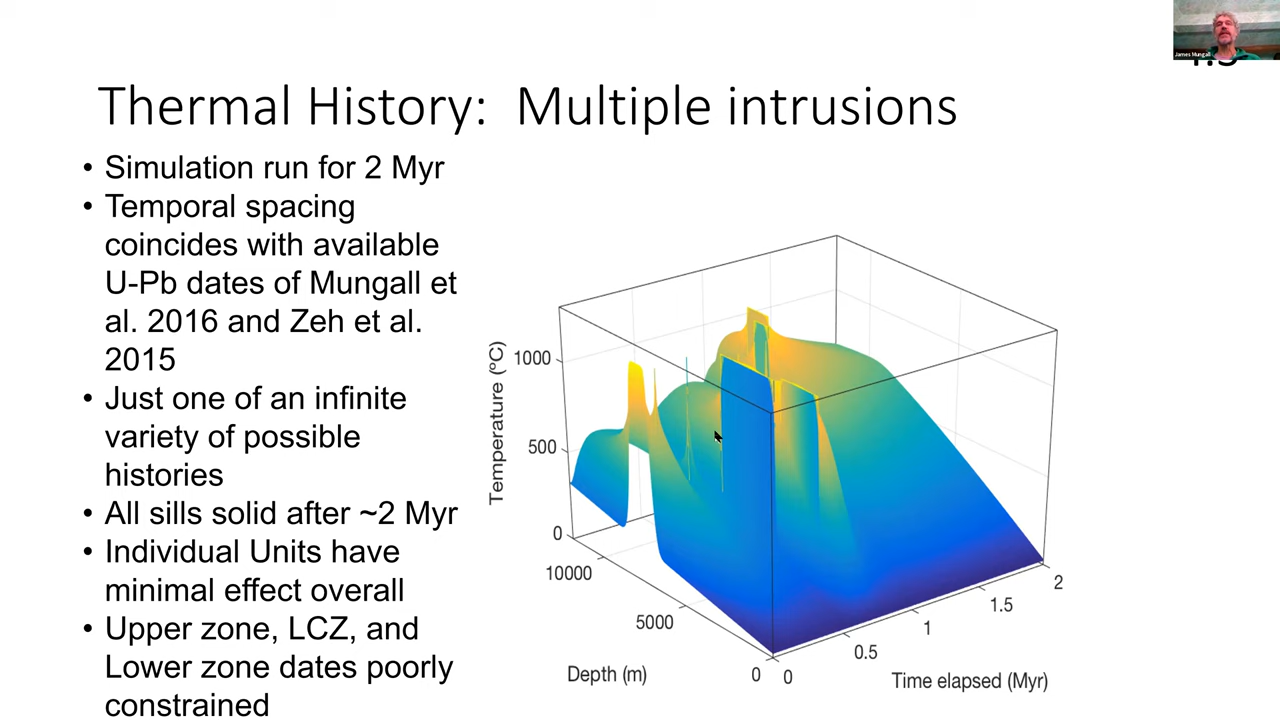 James Mungall
Thermal History: Multiple intrusions
• Simulation run for 2 Myr
• Temporal spacing
coincides with available
U-Pb dates of Mungall et
al. 2016 and Zeh et al.
2015
• Just one of an infinite
variety of possible
histories
• All sills solid after ~2 Myr
• Individual Units have
minimal effect overall
• Upper zone, LCZ, and
Lower zone dates poorly
constrained
Temperature (ºC)
1000
500
0
10000
5000
0
Depth (m)
0
0.5
1
1.5
2
Time elapsed (Myr)